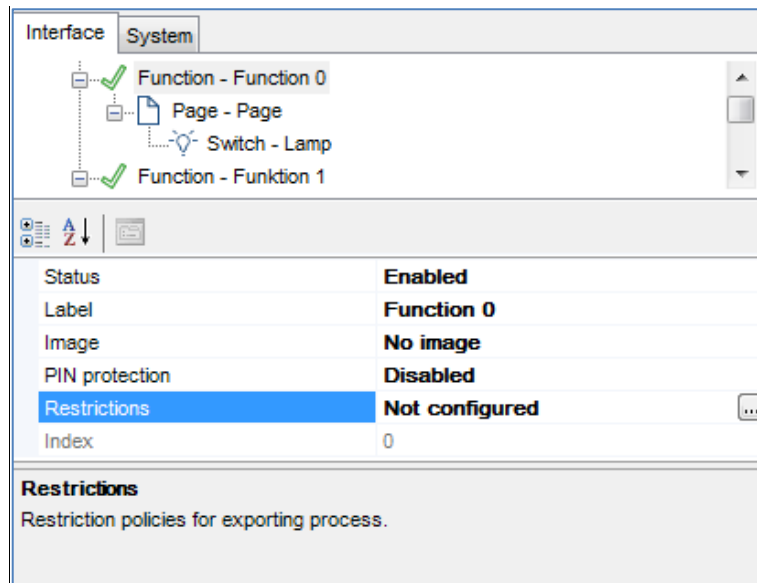 Interface System
Function - Function 0
Page - Page
Switch - Lamp
Function - Funktion 1
A
Z
Status Enabled
Label Function 0
Image No image
PIN protection Disabled
Restrictions Not configured ...
Index 0
Restrictions
Restriction policies for exporting process.